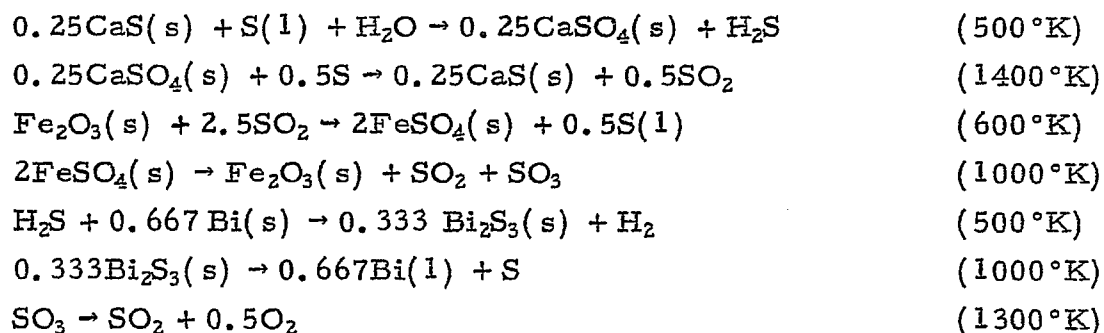 0.25CaS(s) + S(l) + H₂O → 0.25CaSO₄(s) + H₂S (500°K)
0.25CaSO₄(s) + 0.5S → 0.25CaS(s) + 0.5SO₂ (1400°K)
Fe₂O₃(s) + 2.5SO₂ → 2FeSO₄(s) + 0.5S(l) (600°K)
2FeSO₄(s) → Fe₂O₃(s) + SO₂ + SO₃ (1000°K)
H₂S + 0.667 Bi(s) → 0.333 Bi₂S₃(s) + H₂ (500°K)
0.333Bi₂S₃(s) → 0.667Bi(l) + S (1000°K)
SO₃ → SO₂ + 0.5O₂ (1300°K)